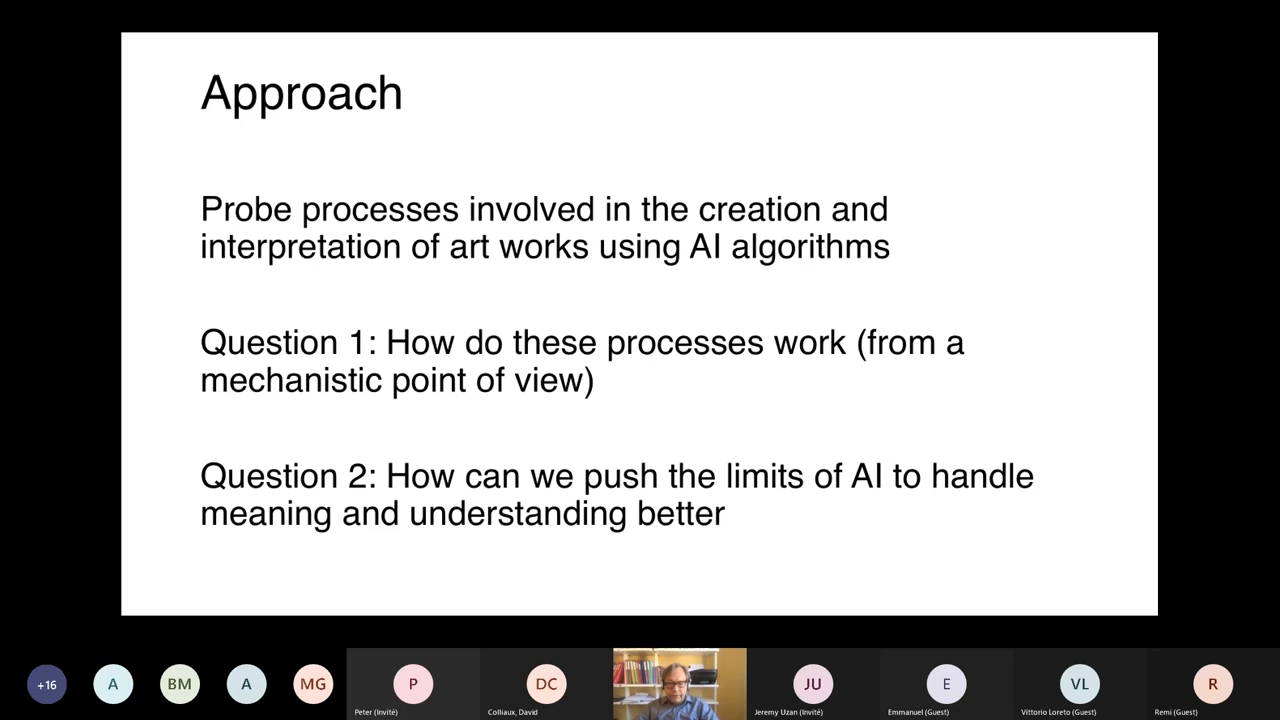 Approach
Probe processes involved in the creation and
interpretation of art works using AI algorithms
Question 1: How do these processes work (from a
mechanistic point of view)
Question 2: How can we push the limits of AI to handle
meaning and understanding better
+16
A
BM
A
MG
P
DC
JU
E
VL
R
Peter (Invité)
Colliaux, David
Jeremy Uzan (Invité)
Emmanuel (Guest)
Vittorio Loreto (Guest)
Remi (Guest)